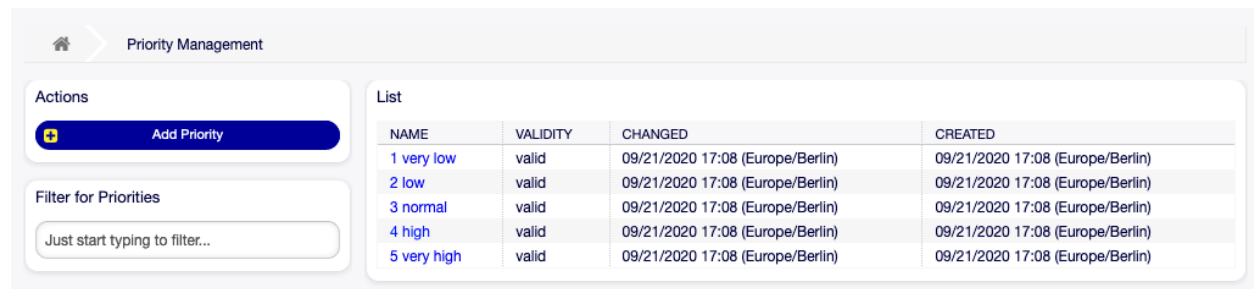 Priority Management
Actions
Add Priority
Filter for Priorities
Just start typing to filter...
List
NAME VALIDITY CHANGED CREATED
1 very low valid 09/21/2020 17:08 (Europe/Berlin) 09/21/2020 17:08 (Europe/Berlin)
2 low valid 09/21/2020 17:08 (Europe/Berlin) 09/21/2020 17:08 (Europe/Berlin)
3 normal valid 09/21/2020 17:08 (Europe/Berlin) 09/21/2020 17:08 (Europe/Berlin)
4 high valid 09/21/2020 17:08 (Europe/Berlin) 09/21/2020 17:08 (Europe/Berlin)
5 very high valid 09/21/2020 17:08 (Europe/Berlin) 09/21/2020 17:08 (Europe/Berlin)